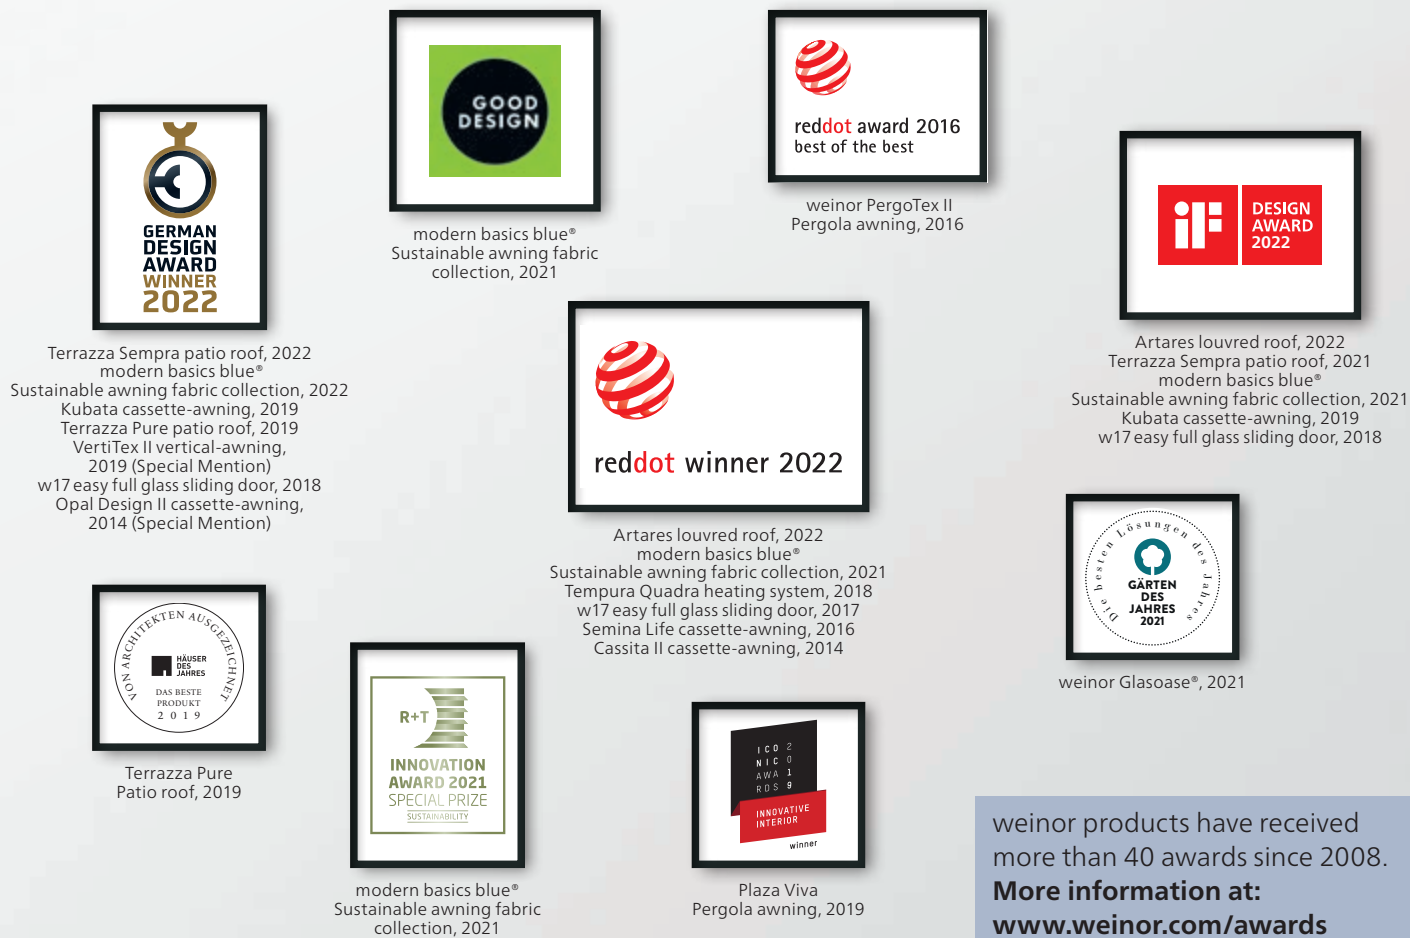 GERMAN
DESIGN
AWARD
WINNER
2022
Terrazza Sempra patio roof, 2022
modern basics blue®
Sustainable awning fabric collection, 2022
Kubata cassette-awning, 2019
Terrazza Pure patio roof, 2019
VertiTex II vertical-awning,
2019 (Special Mention)
w17 easy full glass sliding door, 2018
Opal Design II cassette-awning,
2014 (Special Mention)
GOOD
DESIGN
modern basics blue®
Sustainable awning fabric
collection, 2021
reddot award 2016
best of the best
weinor PergoTex II
Pergola awning, 2016
iF
DESIGN
AWARD
2022
Artares louvred roof, 2022
Terrazza Sempra patio roof, 2021
modern basics blue®
Sustainable awning fabric collection, 2021
Kubata cassette-awning, 2019
w17 easy full glass sliding door, 2018
reddot winner 2022
Artares louvred roof, 2022
modern basics blue®
Sustainable awning fabric collection, 2021
Tempura Quadra heating system, 2018
w17 easy full glass sliding door, 2017
Semina Life cassette-awning, 2016
Cassita II cassette-awning, 2014
Die besten Lösungen des Jahres
GÄRTEN
DES
JAHRES
2021
weinor Glasoase®, 2021
VON ARCHITEKTEN AUSGEZEICHNET
HÄUSER
DES
JAHRES
DAS BESTE
PRODUKT
2019
Terrazza Pure
Patio roof, 2019
R+T
INNOVATION
AWARD 2021
SPECIAL PRIZE
SUSTAINABILITY
modern basics blue®
Sustainable awning fabric
collection, 2021
ICO 2
NIC 0
AWA 1
RDS 9
INNOVATIVE
INTERIOR
winner
Plaza Viva
Pergola awning, 2019
weinor products have received
more than 40 awards since 2008.
More information at:
www.weinor.com/awards